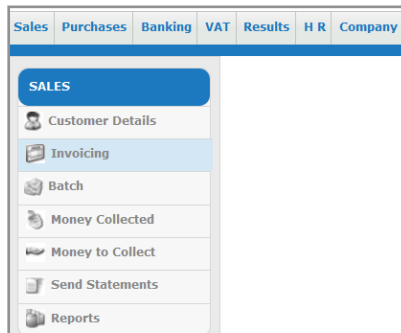 Sales Purchases Banking VAT Results H R Company
SALES
Customer Details
Invoicing
Batch
Money Collected
Money to Collect
Send Statements
Reports